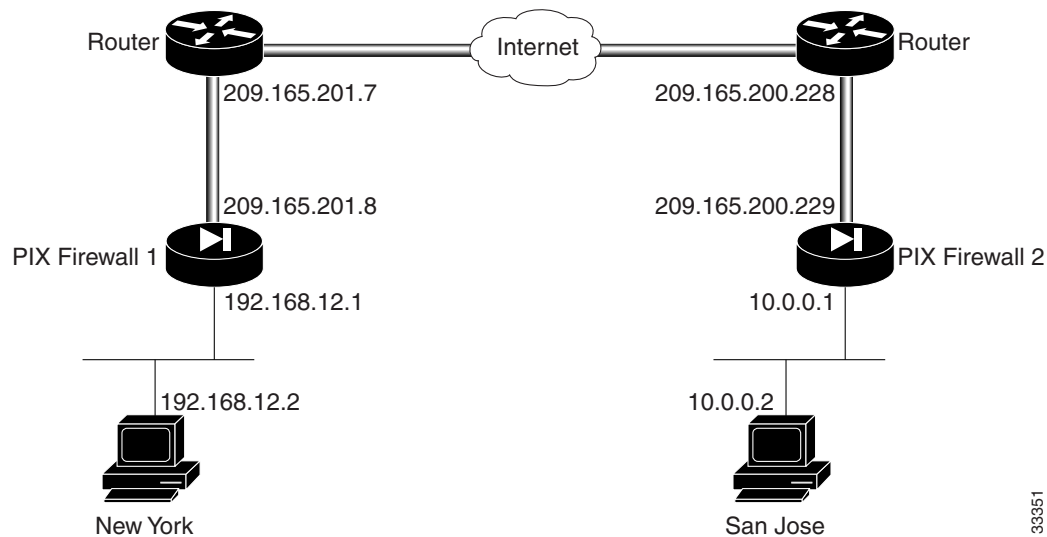 Router
Internet
Router
209.165.201.7
209.165.200.228
209.165.201.8
209.165.200.229
PIX Firewall 1
PIX Firewall 2
192.168.12.1
10.0.0.1
192.168.12.2
10.0.0.2
New York
San Jose
33351